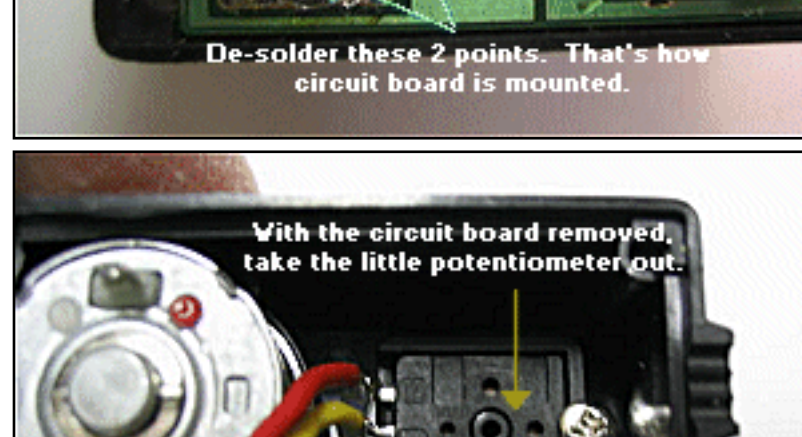 De-solder these 2 points. That's how
circuit board is mounted.
With the circuit board removed,
take the little potentiometer out.